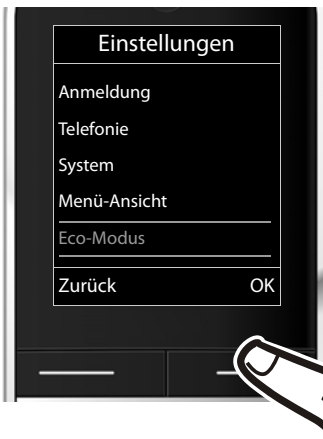 Einstellungen
Anmeldung
Telefonie
System
Menü-Ansicht
Eco-Modus
Zurück OK